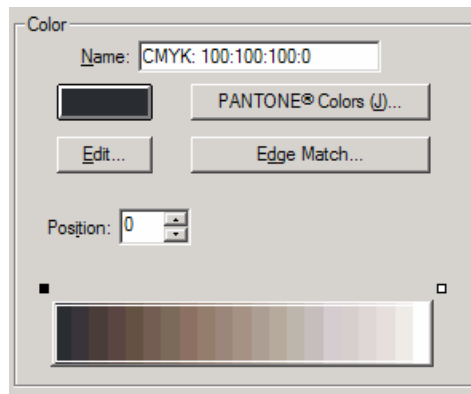 Color
Name: CMYK: 100:100:100:0
PANTONE® Colors (J)...
Edit... Edge Match...
Position: 0